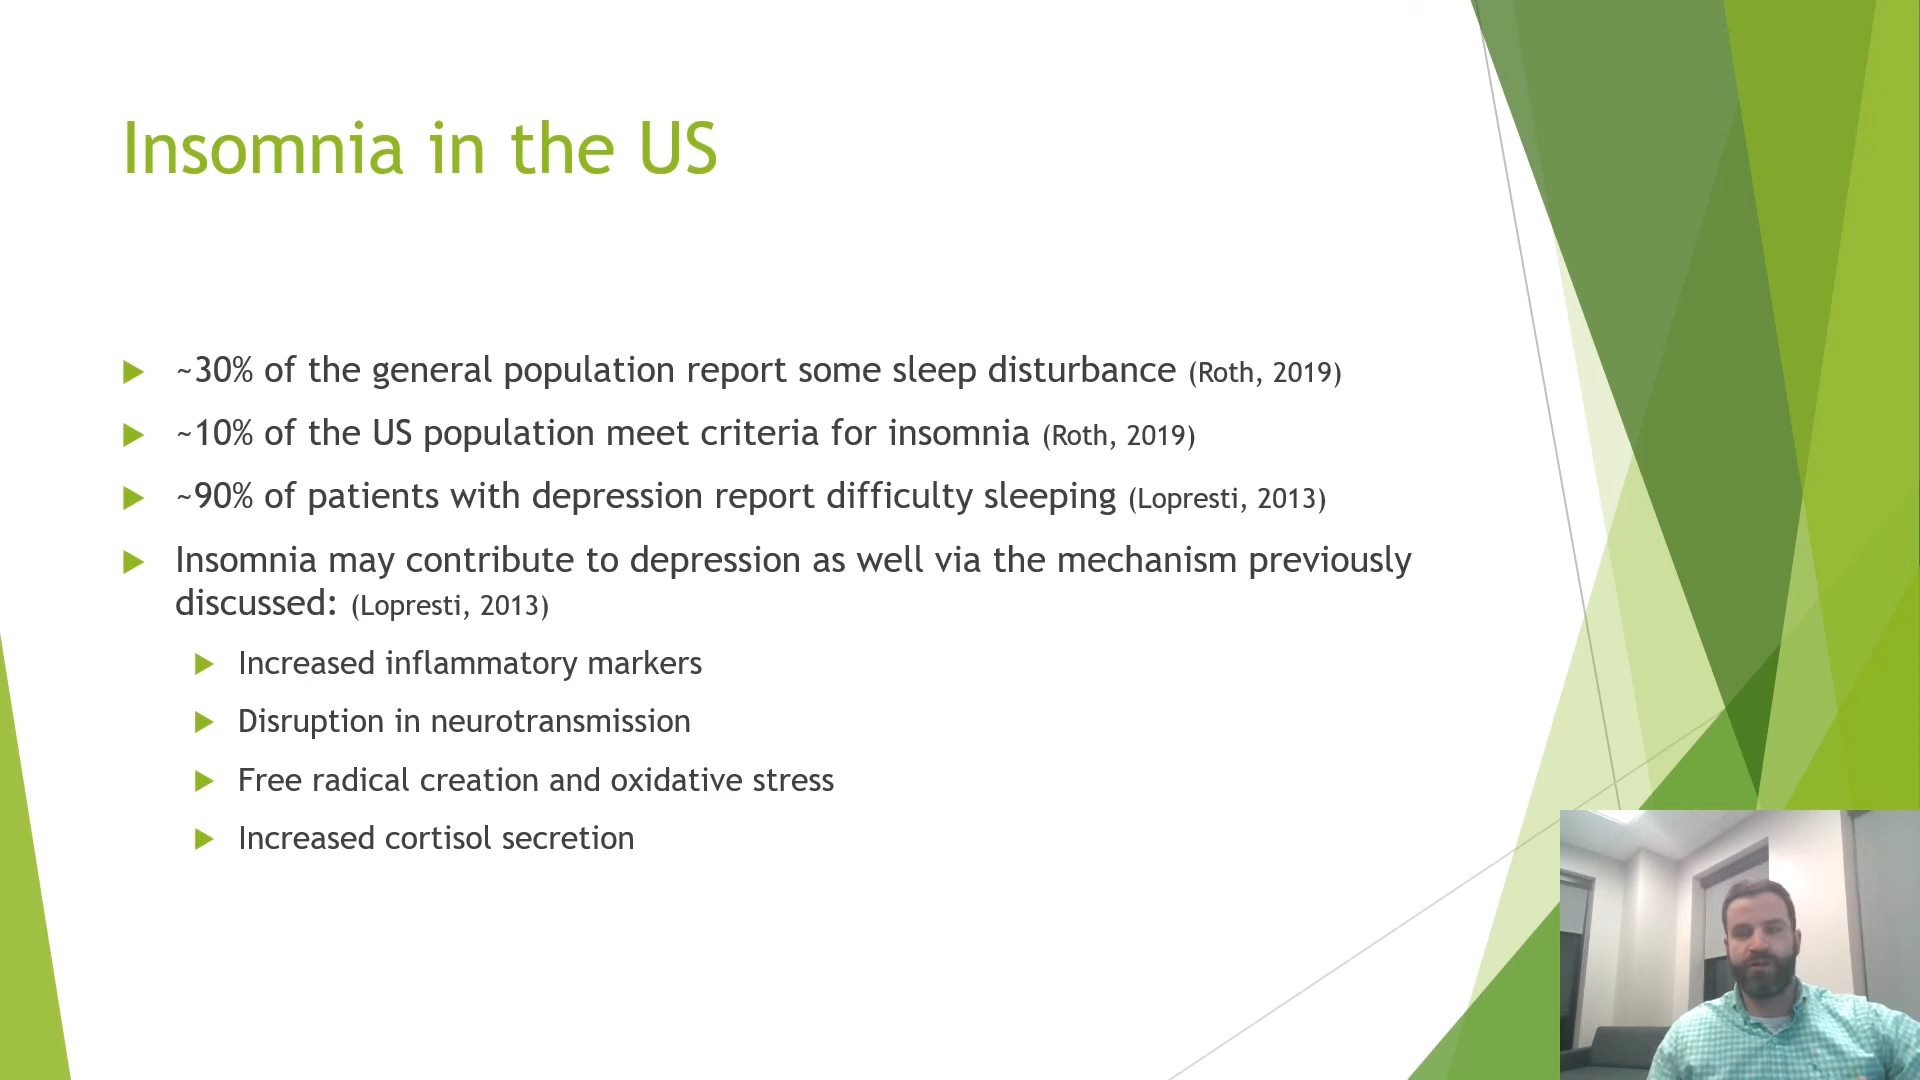 Insomnia in the US
~30% of the general population report some sleep disturbance (Roth, 2019)
~10% of the US population meet criteria for insomnia (Roth, 2019)
~90% of patients with depression report difficulty sleeping (Lopresti, 2013)
Insomnia may contribute to depression as well via the mechanism previously
discussed: (Lopresti, 2013)
Increased inflammatory markers
Disruption in neurotransmission
Free radical creation and oxidative stress
Increased cortisol secretion